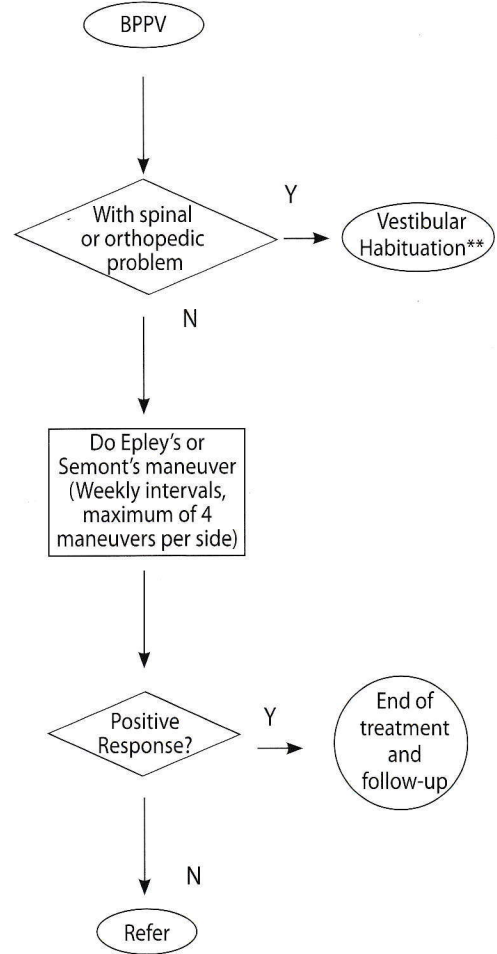 BPPV
With spinal
or orthopedic
problem
Y
Vestibular
Habituation**
N
Do Epley's or
Semont's maneuver
(Weekly intervals,
maximum of 4
maneuvers per side)
Positive
Response?
Y
End of
treatment
and
follow-up
N
Refer